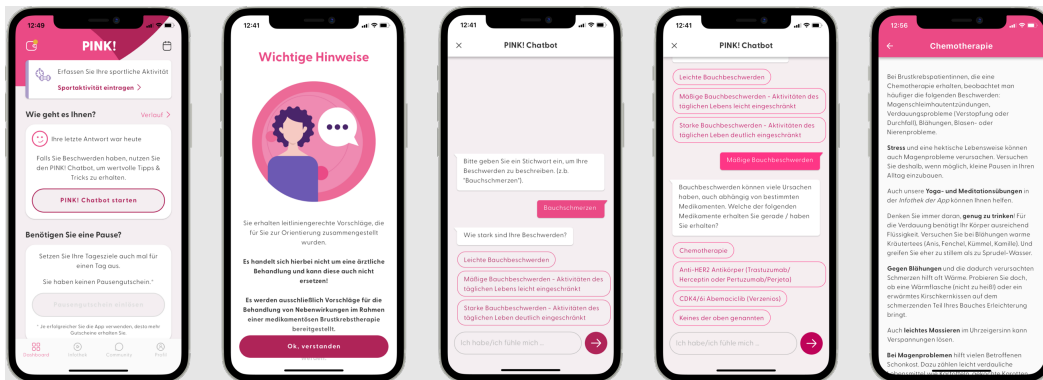 12:49
PINK!
Erfassen Sie Ihre sportliche Aktivität
Sportaktivität eintragen >
Wie geht es Ihnen?
Verlauf >
Ihre letzte Antwort war heute
Falls Sie Beschwerden haben, nutzen Sie
den PINK! Chatbot, um wertvolle Tipps &
Tricks zu erhalten.
PINK! Chatbot starten
Benötigen Sie eine Pause?
Setzen Sie Ihre Tagesziele auch mal für
einen Tag aus.
Sie haben keinen Pausengutschein.*
Pausengutschein einlösen
* Je erfolgreicher Sie die App verwenden, desto mehr
Gutscheine erhalten Sie.
Dashboard
Infothek
Community
Profil
12:41
Wichtige Hinweise
Sie erhalten leitliniengerechte Vorschläge, die
für Sie zur Orientierung zusammengestellt
wurden.
Es handelt sich hierbei nicht um eine ärztliche
Behandlung und kann diese auch nicht
ersetzen!
Es werden ausschließlich Vorschläge für die
Behandlung von Nebenwirkungen im Rahmen
einer medikamentösen Brustkrebstherapie
bereitgestellt.
Ok, verstanden
12:41
× PINK! Chatbot
Bitte geben Sie ein Stichwort ein, um Ihre
Beschwerden zu beschreiben. (z.b.
"Bauchschmerzen").
Bauchschmerzen
Wie stark sind Ihre Beschwerden?
Leichte Bauchbeschwerden
Mäßige Bauchbeschwerden - Aktivitäten des
täglichen Lebens leicht eingeschränkt
Starke Bauchbeschwerden - Aktivitäten des
täglichen Leben deutlich eingeschränkt
Ich habe/ich fühle mich ...
12:41
× PINK! Chatbot
Leichte Bauchbeschwerden
Mäßige Bauchbeschwerden - Aktivitäten des
täglichen Lebens leicht eingeschränkt
Starke Bauchbeschwerden - Aktivitäten des
täglichen Leben deutlich eingeschränkt
Mäßige Bauchbeschwerden
Bauchbeschwerden können viele Ursachen
haben, auch abhängig von bestimmten
Medikamenten. Welche der folgenden
Medikamente erhalten Sie gerade / haben
Sie erhalten?
Chemotherapie
Anti-HER2 Antikörper (Trastuzumab/
Herceptin oder Pertuzumab/Perjeta)
CDK4/6i Abemaciclib (Verzenios)
Keines der oben genannten
Ich habe/ich fühle mich ...
12:56
Chemotherapie
Bei Brustkrebspatientinnen, die eine
Chemotherapie erhalten, beobachtet man
häufiger die folgenden Beschwerden:
Magenschleimhautentzündungen,
Verdauungsprobleme (Verstopfung oder
Durchfall), Blähungen, Blasen- oder
Nierenprobleme.
Stress und eine hektische Lebensweise können
auch Magenprobleme verursachen. Versuchen
Sie deshalb, wenn möglich, kleine Pausen in Ihren
Alltag einzubauen.
Auch unsere Yoga- und Meditationsübungen in
der Infothek der App können Ihnen helfen.
Denken Sie immer daran, genug zu trinken! Für
die Verdauung benötigt Ihr Körper ausreichend
Flüssigkeit. Versuchen Sie bei Blähungen warme
Kräutertees (Anis, Fenchel, Kümmel, Kamille). Und
greifen Sie eher zu stillem als zu Sprudel-Wasser.
Gegen Blähungen und die dadurch verursachten
Schmerzen hilft oft Wärme. Probieren Sie doch,
ob eine Wärmflasche (nicht zu heiß!) oder ein
erwärmtes Kirschkernkissen auf dem
schmerzenden Teil Ihres Bauches Erleichterung
bringt.
Auch leichtes Massieren im Uhrzeigersinn kann
Verspannungen lösen.
Bei Magenproblemen hilft vielen Betroffenen
Schonkost. Dazu zählen leicht verdauliche